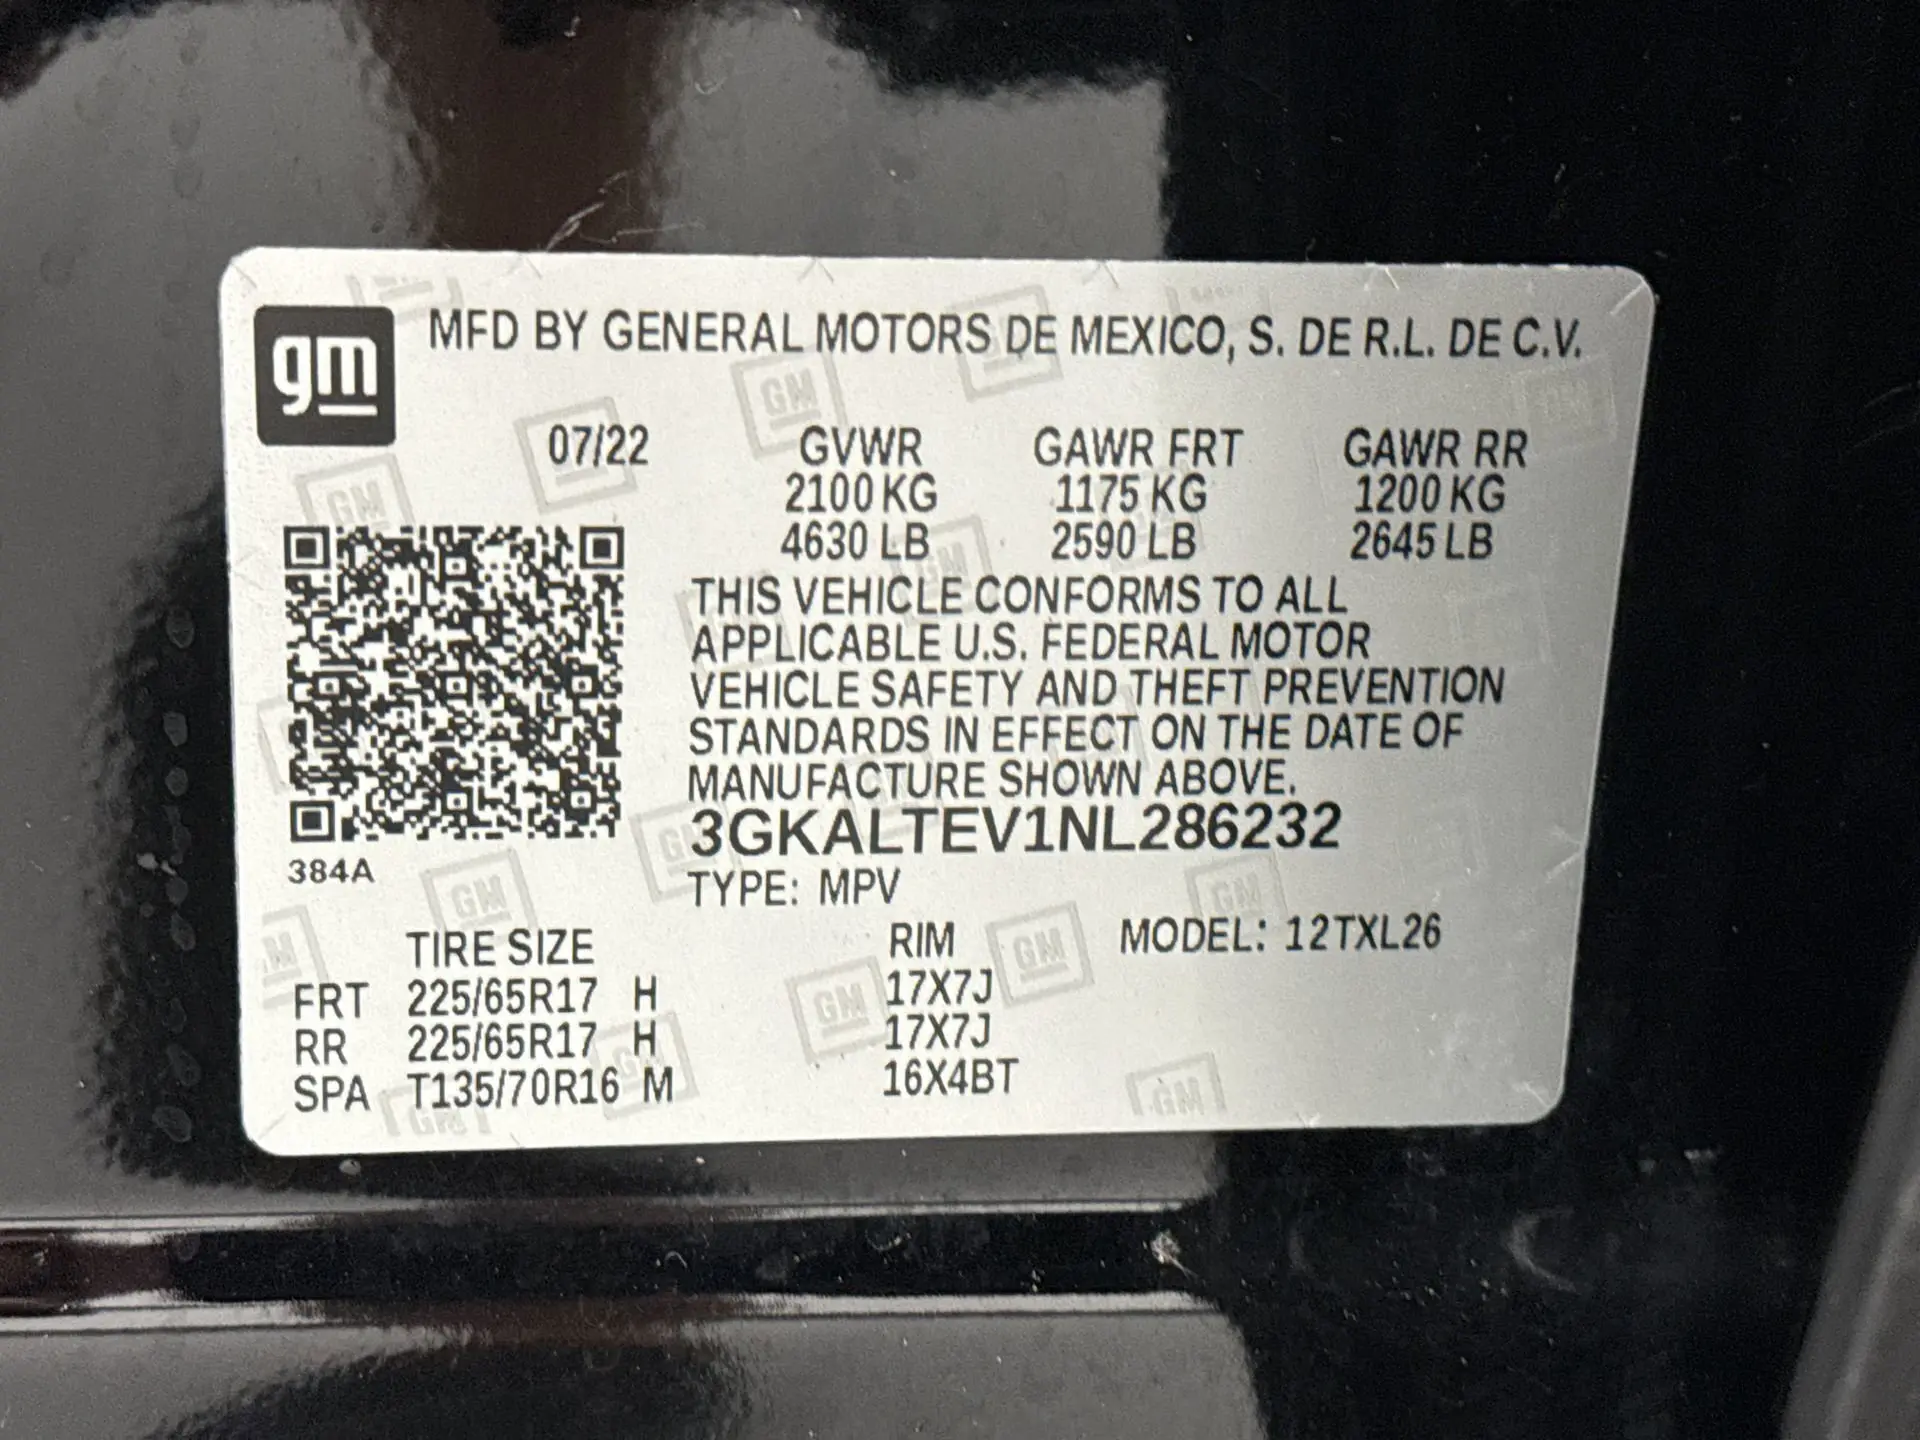 gm
MFD BY GENERAL MOTORS DE MEXICO, S. DE R.L. DE C.V.
07/22 GVWR GAWR FRT GAWR RR
2100 KG 1175 KG 1200 KG
4630 LB 2590 LB 2645 LB
THIS VEHICLE CONFORMS TO ALL
APPLICABLE U.S. FEDERAL MOTOR
VEHICLE SAFETY AND THEFT PREVENTION
STANDARDS IN EFFECT ON THE DATE OF
MANUFACTURE SHOWN ABOVE.
3GKALTEV1NL286232
384A
TYPE: MPV
TIRE SIZE RIM MODEL: 12TXL26
FRT 225/65R17 H 17X7J
RR 225/65R17 H 17X7J
SPA T135/70R16 M 16X4BT